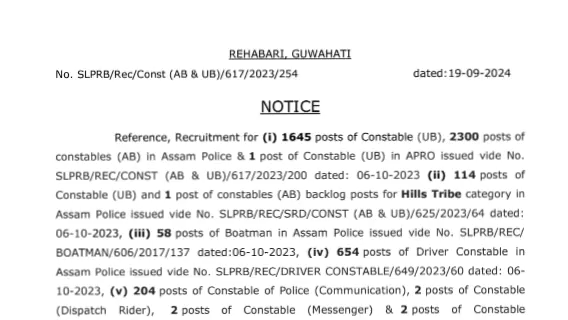 REHABARI, GUWAHATI
No. SLPRB/Rec/Const (AB & UB)/617/2023/254 dated:19-09-2024
NOTICE
Reference, Recruitment for (i) 1645 posts of Constable (UB), 2300 posts of
constables (AB) in Assam Police & 1 post of Constable (UB) in APRO issued vide No.
SLPRB/REC/CONST (AB & UB)/617/2023/200 dated: 06-10-2023 (ii) 114 posts of
Constable (UB) and 1 post of constables (AB) backlog posts for Hills Tribe category in
Assam Police issued vide No. SLPRB/REC/SRD/CONST (AB & UB)/625/2023/64 dated:
06-10-2023, (iii) 58 posts of Boatman in Assam Police issued vide No. SLPRB/REC/
BOATMAN/606/2017/137 dated:06-10-2023, (iv) 654 posts of Driver Constable in
Assam Police issued vide No. SLPRB/REC/DRIVER CONSTABLE/649/2023/60 dated: 06-
10-2023, (v) 204 posts of Constable of Police (Communication), 2 posts of Constable
(Dispatch Rider), 2 posts of Constable (Messenger) & 2 posts of Constable